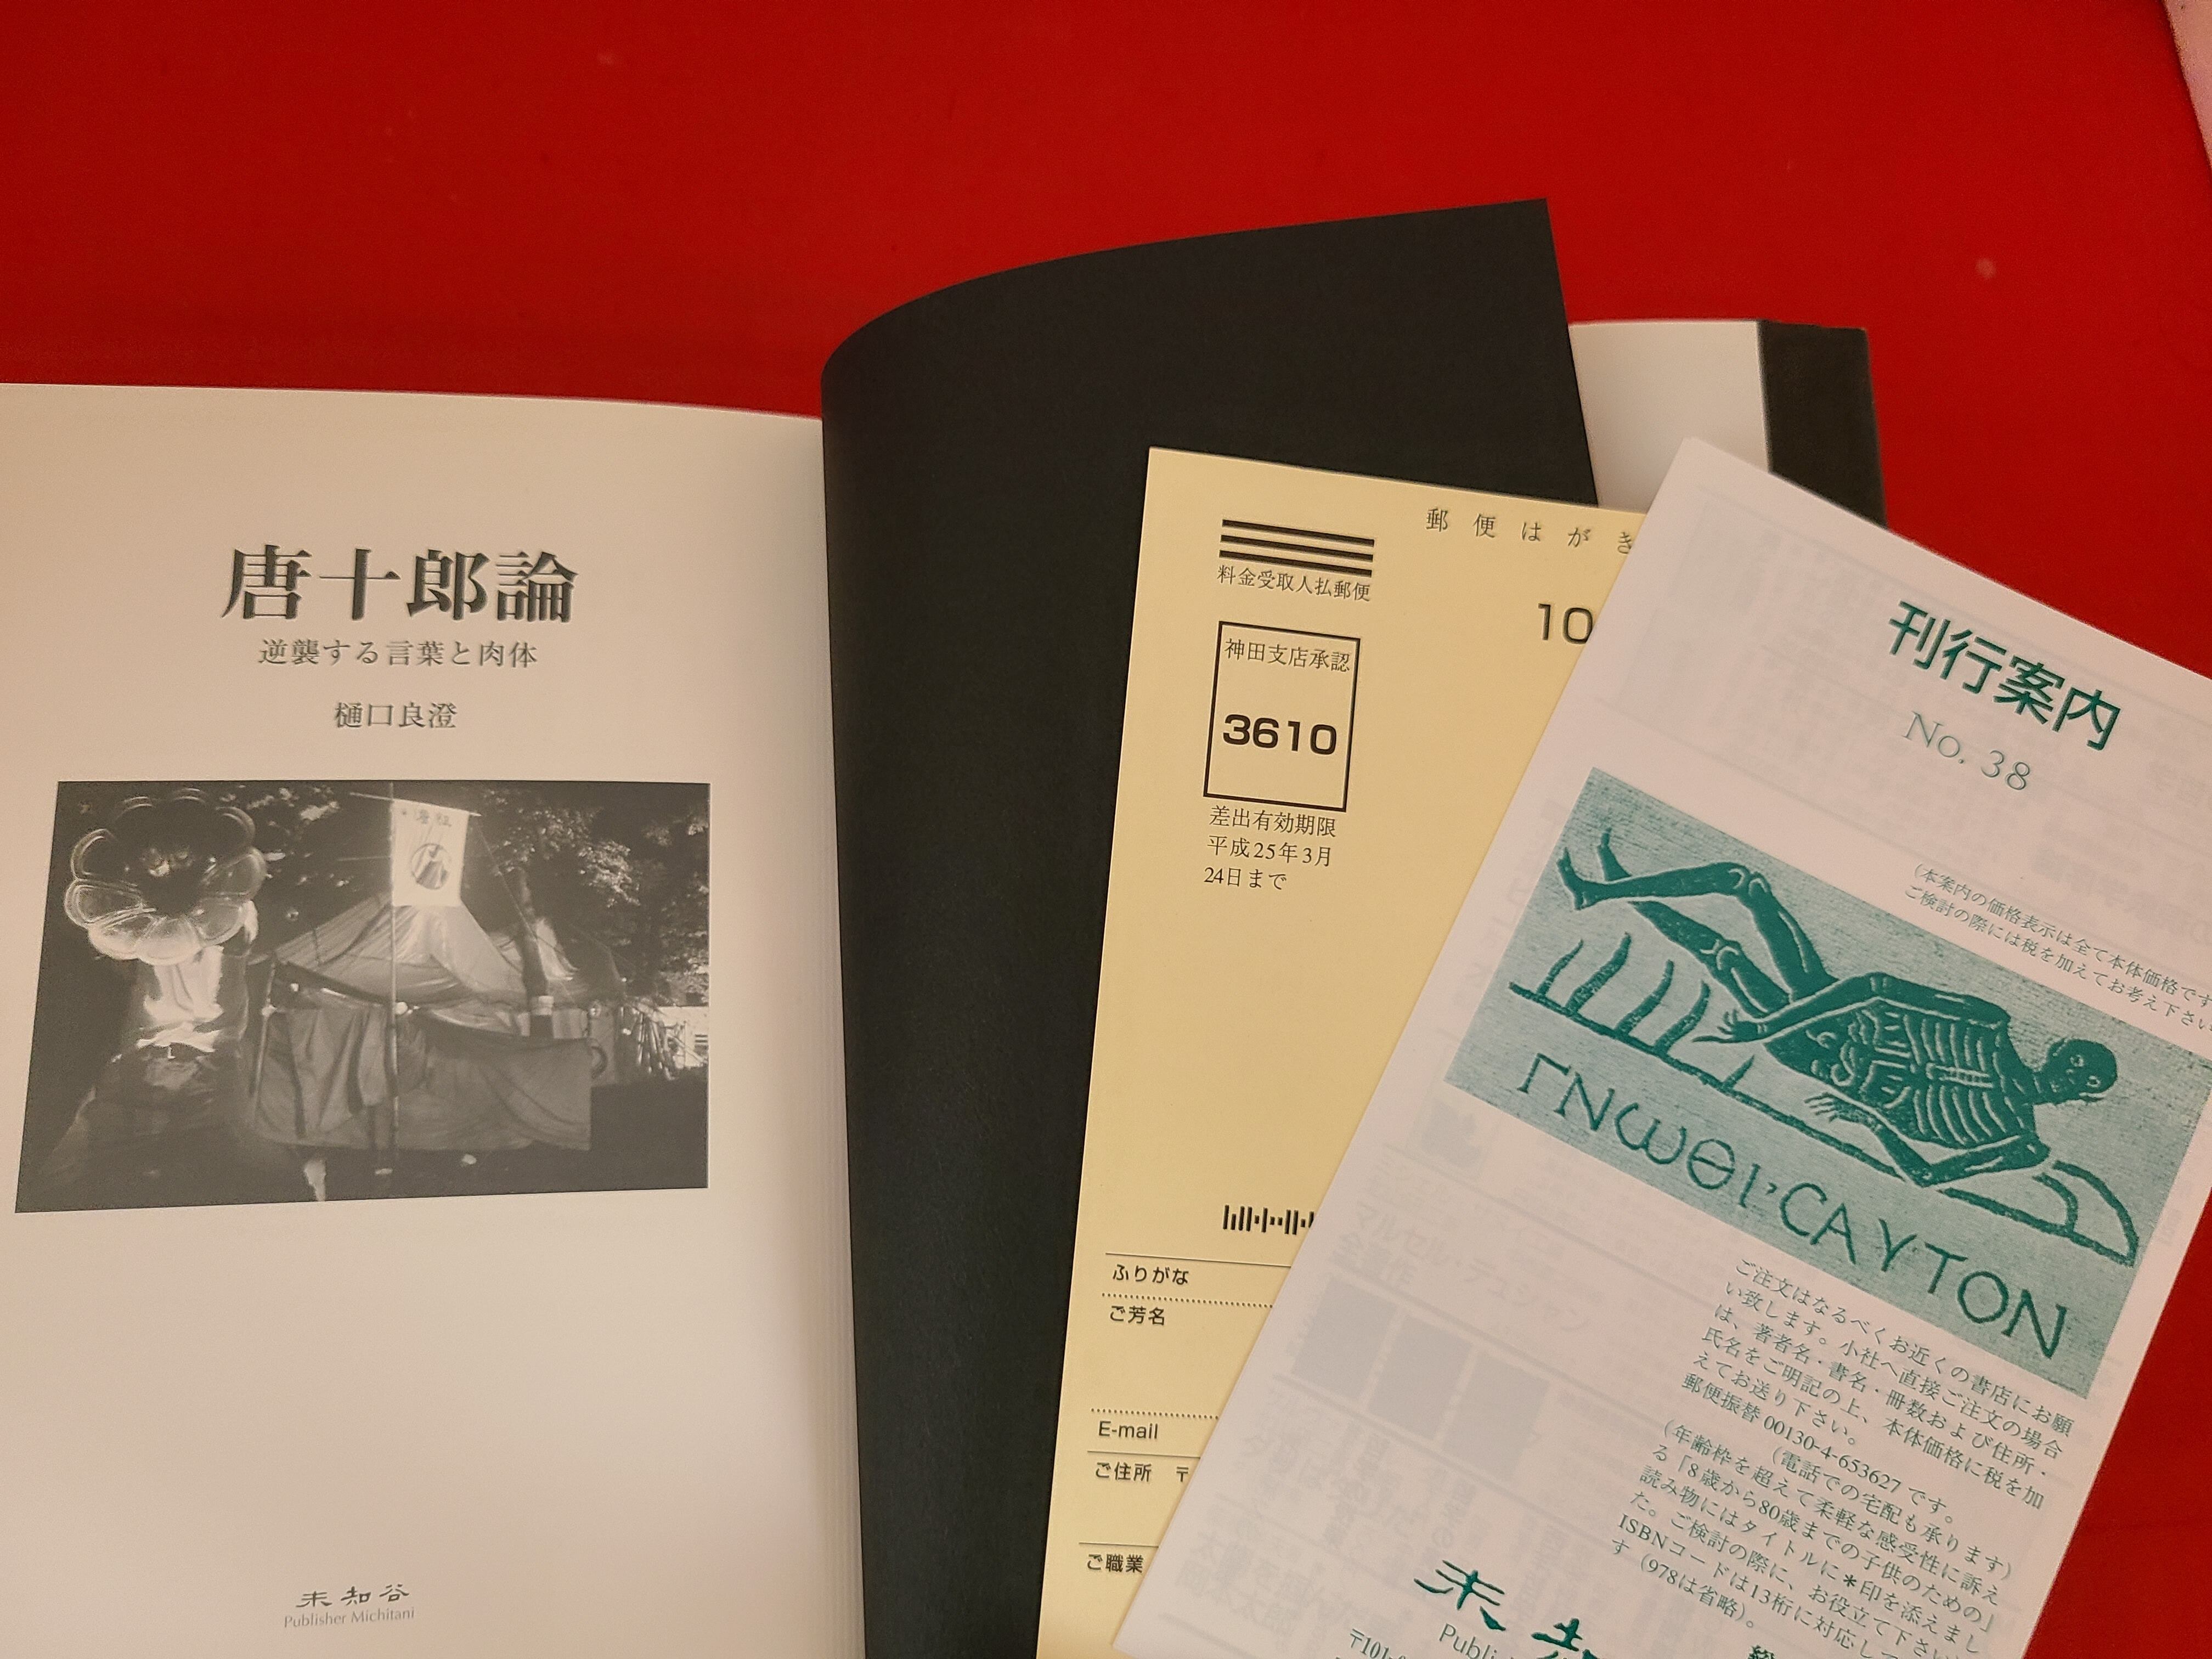 唐十郎論
逆襲する言葉と肉体
樋口良澄
唐組
未知谷
Publisher Michitani
郵便はがき
料金受取人払郵便
10
神田支店承認
3610
差出有効期限
平成25年3月
24日まで
ふりがな
ご芳名
E-mail
ご住所 〒
ご職業
刊行案内
No. 38
(本案内の価格表示は全て本体価格です
ご検討の際には税を加えてお考え下さい
ΓΝΩΘΙ・CΑΥΤΟΝ
ご注文はなるべくお近くの書店にお願
い致します。小社へ直接ご注文の場合
は、著者名・書名・冊数および住所・
氏名をご明記の上、本体価格に税を加
えてお送り下さい。
郵便振替 00130-4-653627 です。
(電話での宅配も承ります)
(年齢枠を超えて柔軽な感受性に訴え
る「8歳から80歳までの子供のための」
読み物にはタイトルに＊印を添えまし
た。ご検討の際に、お役立て下さい
ISBNコードは13桁に対応し
す (978は省略)。
未知
Publi
〒101-